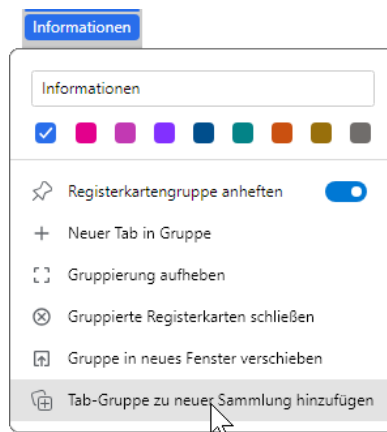 Informationen
Informationen
Registerkartengruppe anheften
Neuer Tab in Gruppe
Gruppierung aufheben
Gruppierte Registerkarten schließen
Gruppe in neues Fenster verschieben
Tab-Gruppe zu neuer Sammlung hinzufügen